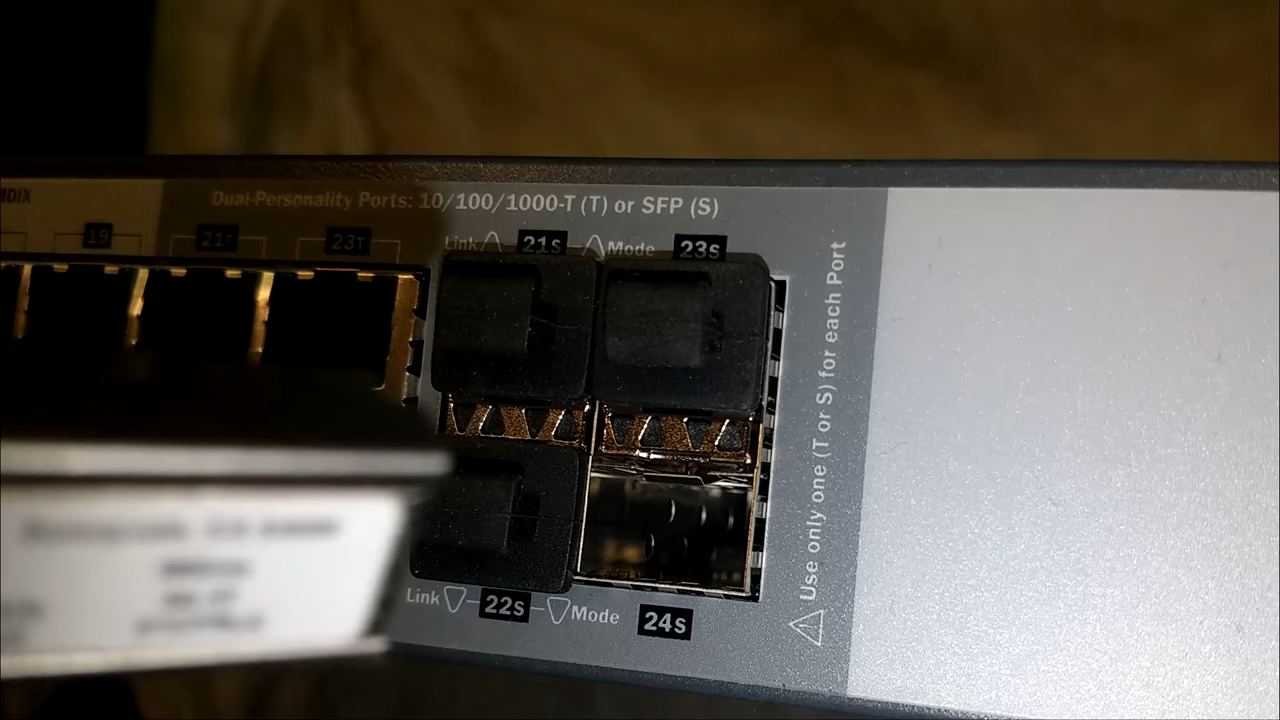 MDIX
Dual-Personality Ports: 10/100/1000-T (T) or SFP (S)
19
21T
23T
Link
21S
Mode
23S
Use only one (T or S) for each Port
Link
22S
Mode
24S